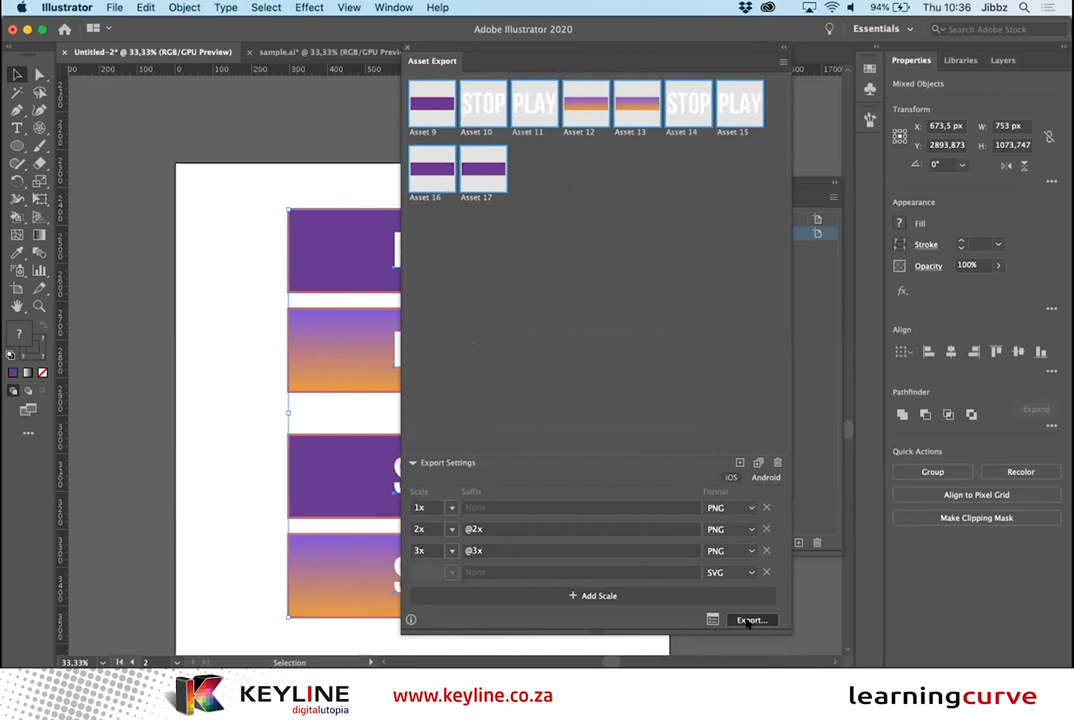 Illustrator File Edit Object Type Select Effect View Window Help 94% Thu 10:36 Jibbz
Adobe Illustrator 2020 Essentials Search Adobe Stock
× Untitled-2* @ 33,33% (RGB/GPU Preview) × sample.ai* @ 33,33% (RGB/GPU Previ
Asset Export
Properties Libraries Layers
300 500 1700
STOP PLAY STOP PLAY
Asset 9 Asset 10 Asset 11 Asset 12 Asset 13 Asset 14 Asset 15
Asset 16 Asset 17
Mixed Objects
Transform
X: 673,5 px W: 753 px
Y: 2893,873 H: 1073,747
0°
Appearance
? Fill
Stroke
Opacity 100%
fx
Align
Pathfinder
Expand
Quick Actions
Group Recolor
Align to Pixel Grid
Make Clipping Mask
Export Settings
iOS Android
Scale Suffix Format
1x None PNG
2x @2x PNG
3x @3x PNG
None SVG
+ Add Scale
Export...
33,33% 2 Selection
KEYLINE
digitalutopia
www.keyline.co.za
learningcurve